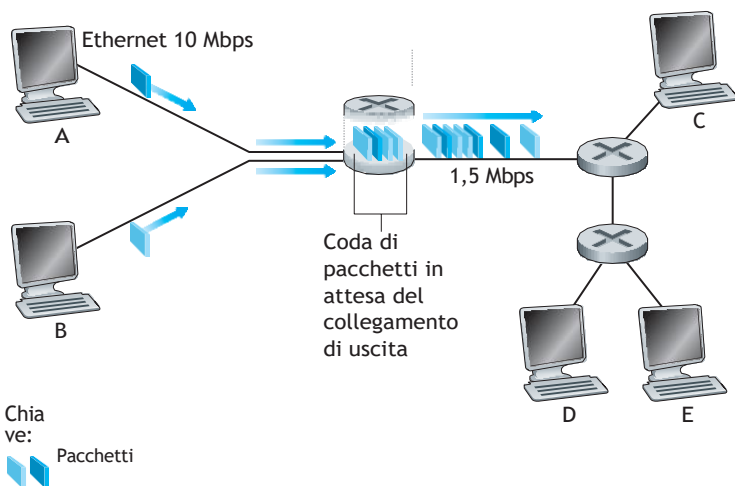 Ethernet 10 Mbps
A
C
1,5 Mbps
Coda di
pacchetti in
attesa del
collegamento
di uscita
B
D
E
Chia
ve:
Pacchetti